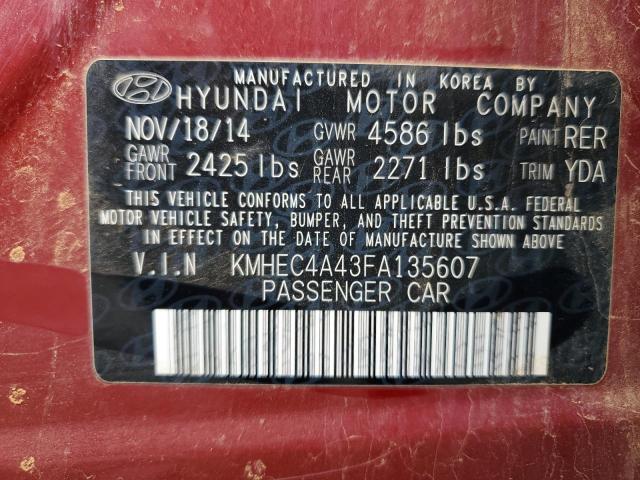 MANUFACTURED IN KOREA BY
HYUNDAI MOTOR COMPANY
NOV/18/14 GVWR 4586 lbs PAINT RER
GAWR FRONT 2425 lbs GAWR REAR 2271 lbs TRIM YDA
THIS VEHICLE CONFORMS TO ALL APPLICABLE U.S.A. FEDERAL
MOTOR VEHICLE SAFETY, BUMPER, AND THEFT PREVENTION STANDARDS
IN EFFECT ON THE DATE OF MANUFACTURE SHOWN ABOVE.
V.I.N KMHEC4A43FA135607
PASSENGER CAR